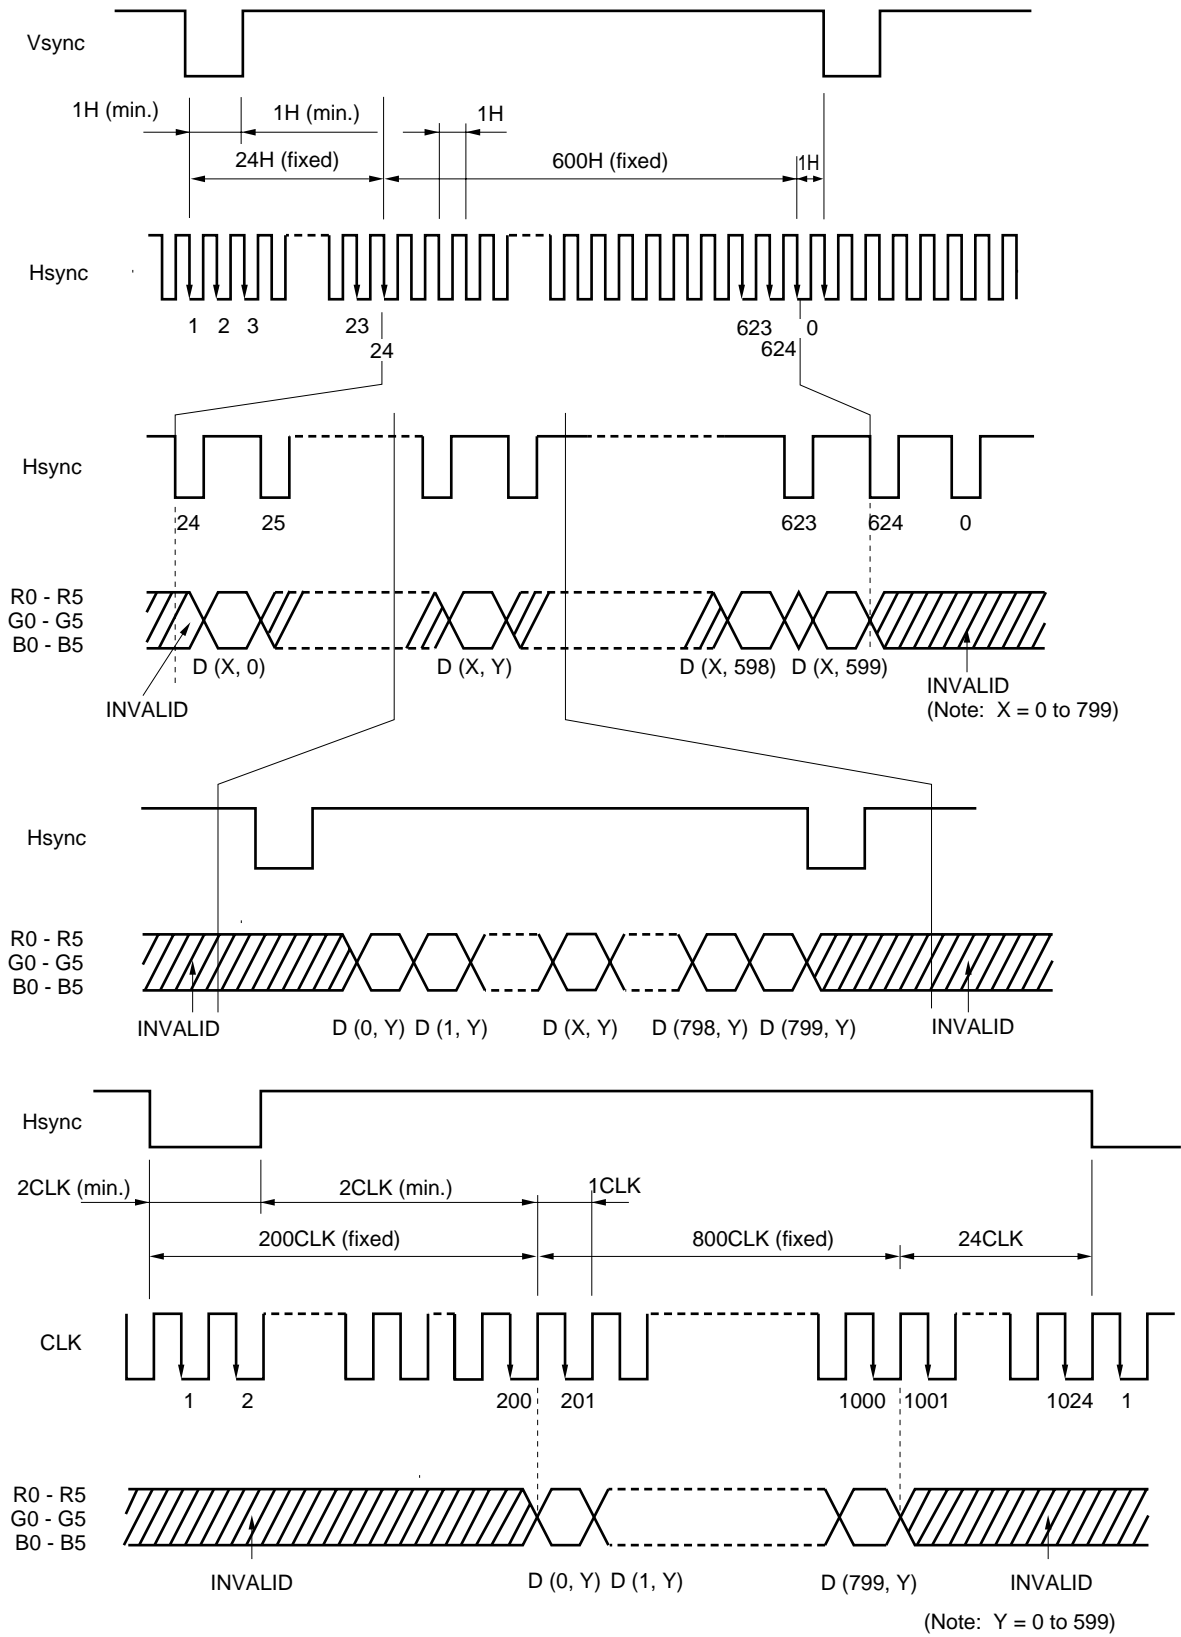 Vsync
1H (min.) 1H (min.) 1H
24H (fixed) 600H (fixed) 1H
Hsync
1 2 3 23 623 0
24 624
Hsync
24 25 623 624 0
R0 - R5
G0 - G5
B0 - B5
D (X, 0) D (X, Y) D (X, 598) D (X, 599)
INVALID INVALID
(Note: X = 0 to 799)
Hsync
R0 - R5
G0 - G5
B0 - B5
INVALID D (0, Y) D (1, Y) D (X, Y) D (798, Y) D (799, Y) INVALID
Hsync
2CLK (min.) 2CLK (min.) 1CLK
200CLK (fixed) 800CLK (fixed) 24CLK
CLK
1 2 200 201 1000 1001 1024 1
R0 - R5
G0 - G5
B0 - B5
INVALID D (0, Y) D (1, Y) D (799, Y) INVALID
(Note: Y = 0 to 599)